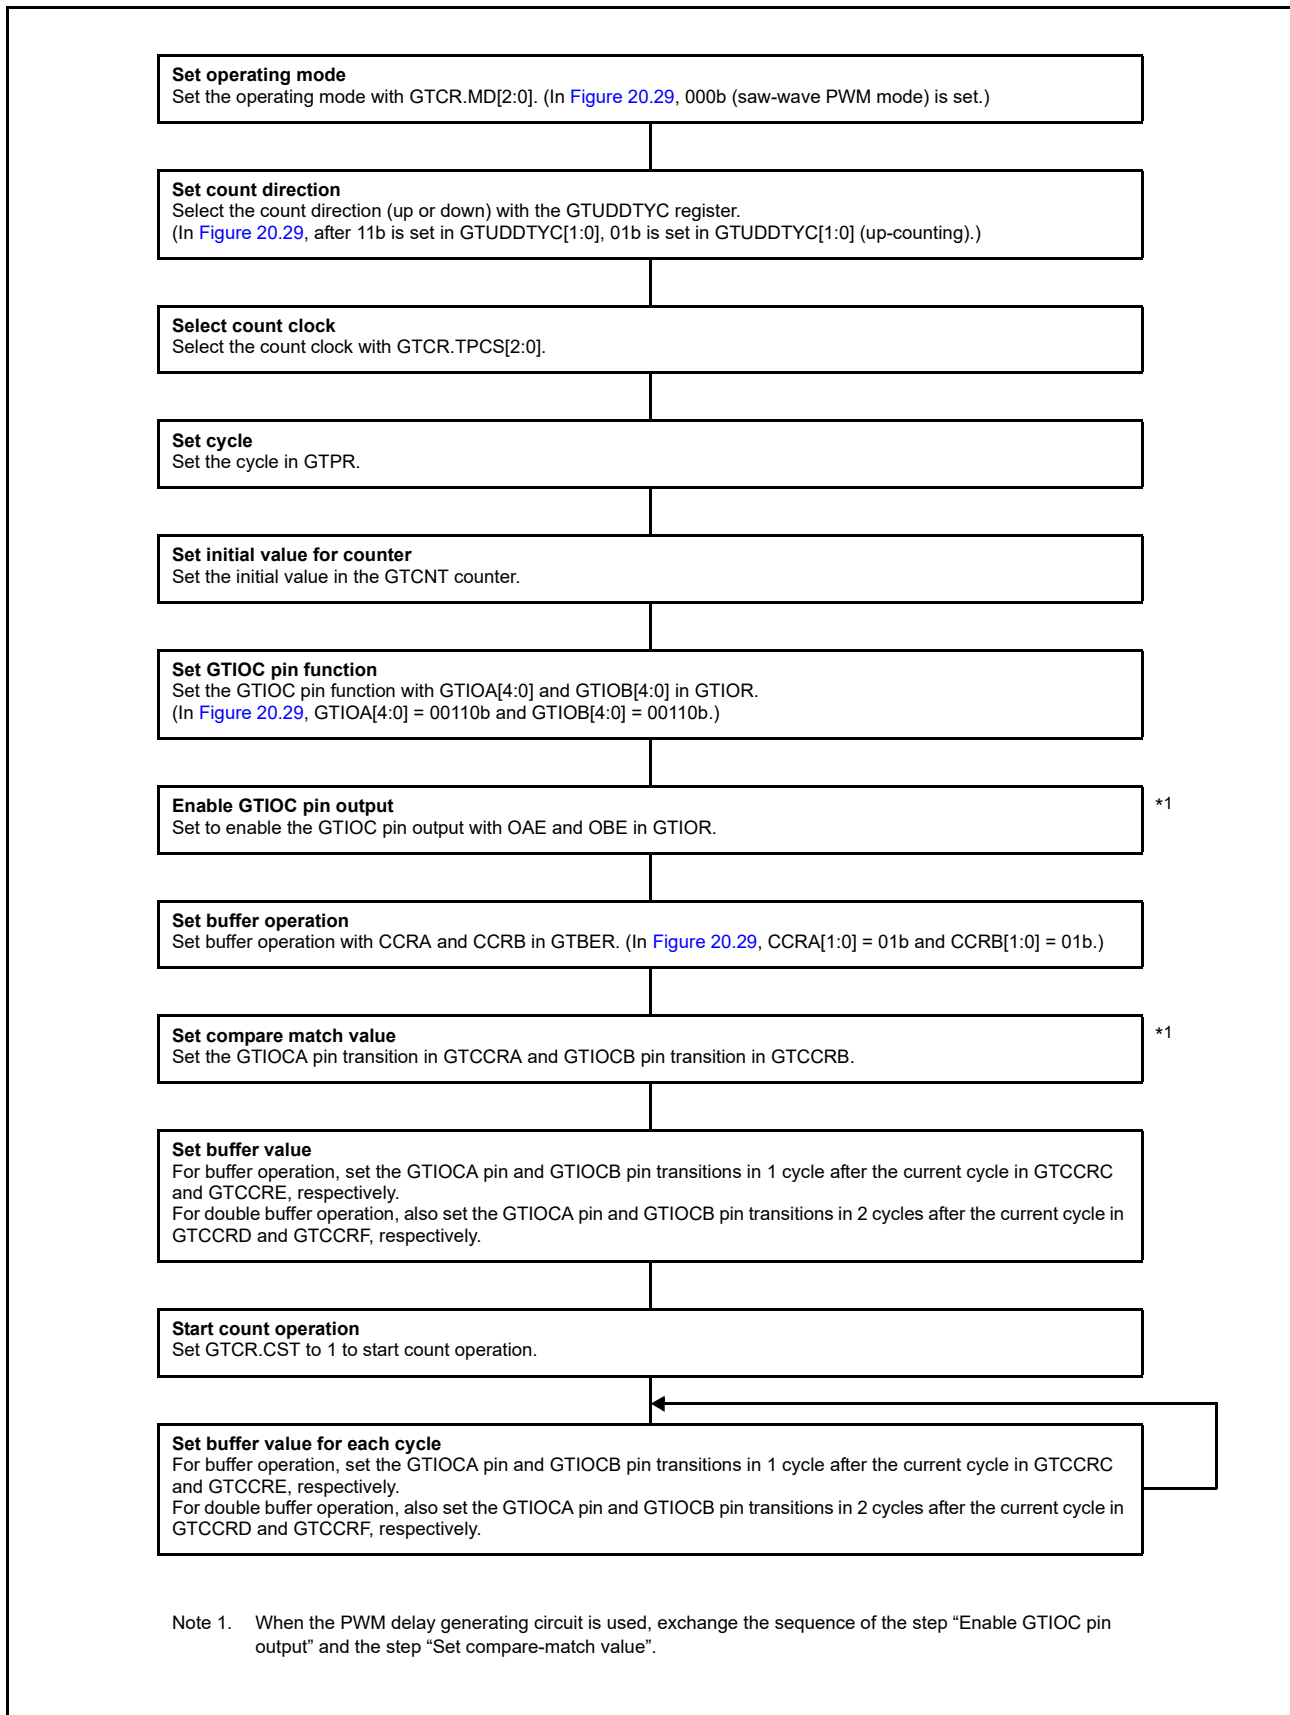 Set operating mode
Set the operating mode with GTCR.MD[2:0]. (In Figure 20.29, 000b (saw-wave PWM mode) is set.)
Set count direction
Select the count direction (up or down) with the GTUDDTYC register.
(In Figure 20.29, after 11b is set in GTUDDTYC[1:0], 01b is set in GTUDDTYC[1:0] (up-counting).)
Select count clock
Select the count clock with GTCR.TPCS[2:0].
Set cycle
Set the cycle in GTPR.
Set initial value for counter
Set the initial value in the GTCNT counter.
Set GTIOC pin function
Set the GTIOC pin function with GTIOA[4:0] and GTIOB[4:0] in GTIOR.
(In Figure 20.29, GTIOA[4:0] = 00110b and GTIOB[4:0] = 00110b.)
Enable GTIOC pin output
Set to enable the GTIOC pin output with OAE and OBE in GTIOR.
*1
Set buffer operation
Set buffer operation with CCRA and CCRB in GTBER. (In Figure 20.29, CCRA[1:0] = 01b and CCRB[1:0] = 01b.)
Set compare match value
Set the GTIOCA pin transition in GTCCRA and GTIOCB pin transition in GTCCRB.
*1
Set buffer value
For buffer operation, set the GTIOCA pin and GTIOCB pin transitions in 1 cycle after the current cycle in GTCCRC
and GTCCRE, respectively.
For double buffer operation, also set the GTIOCA pin and GTIOCB pin transitions in 2 cycles after the current cycle in
GTCCRD and GTCCRF, respectively.
Start count operation
Set GTCR.CST to 1 to start count operation.
Set buffer value for each cycle
For buffer operation, set the GTIOCA pin and GTIOCB pin transitions in 1 cycle after the current cycle in GTCCRC
and GTCCRE, respectively.
For double buffer operation, also set the GTIOCA pin and GTIOCB pin transitions in 2 cycles after the current cycle in
GTCCRD and GTCCRF, respectively.
Note 1. When the PWM delay generating circuit is used, exchange the sequence of the step “Enable GTIOC pin
output” and the step “Set compare-match value”.